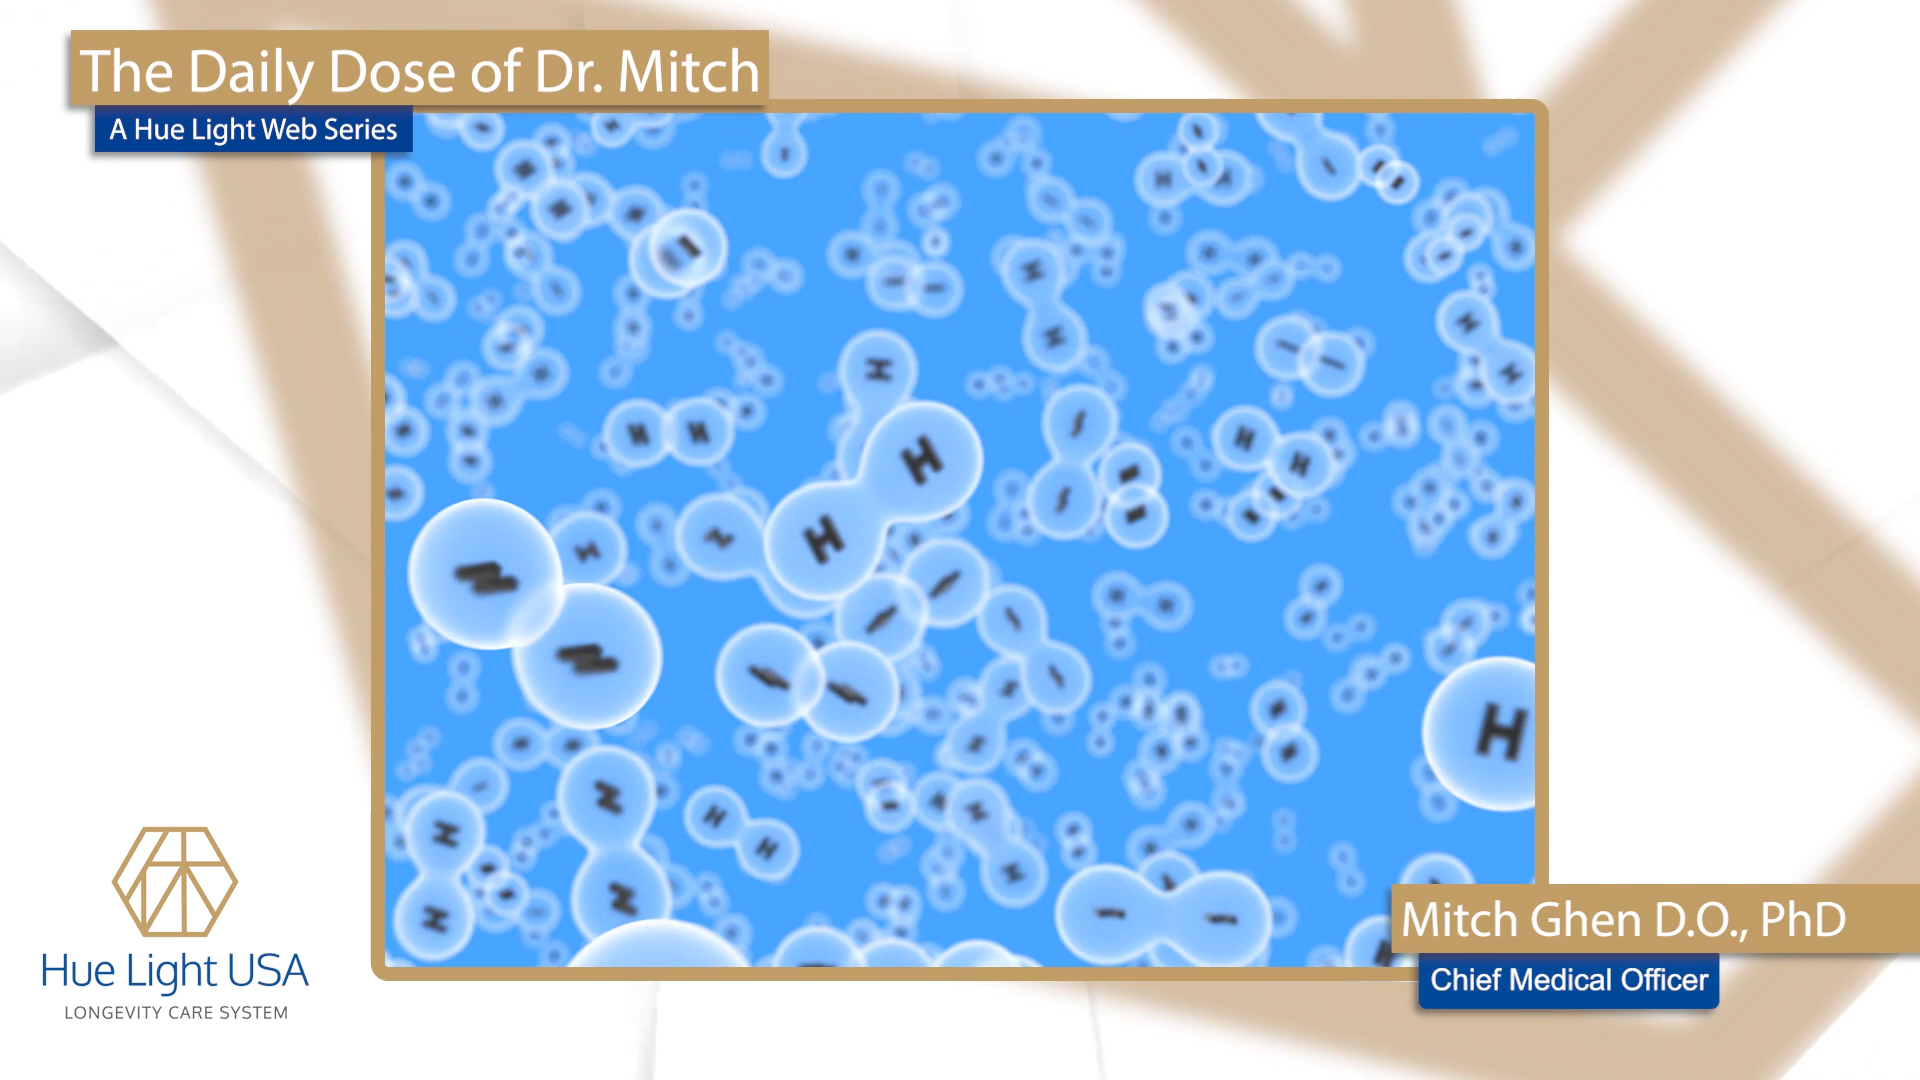 The Daily Dose of Dr. Mitch
A Hue Light Web Series
H
H
H
H
H
H
H
H
H
H
H
Mitch Ghen D.O., PhD
Chief Medical Officer
Hue Light USA
LONGEVITY CARE SYSTEM